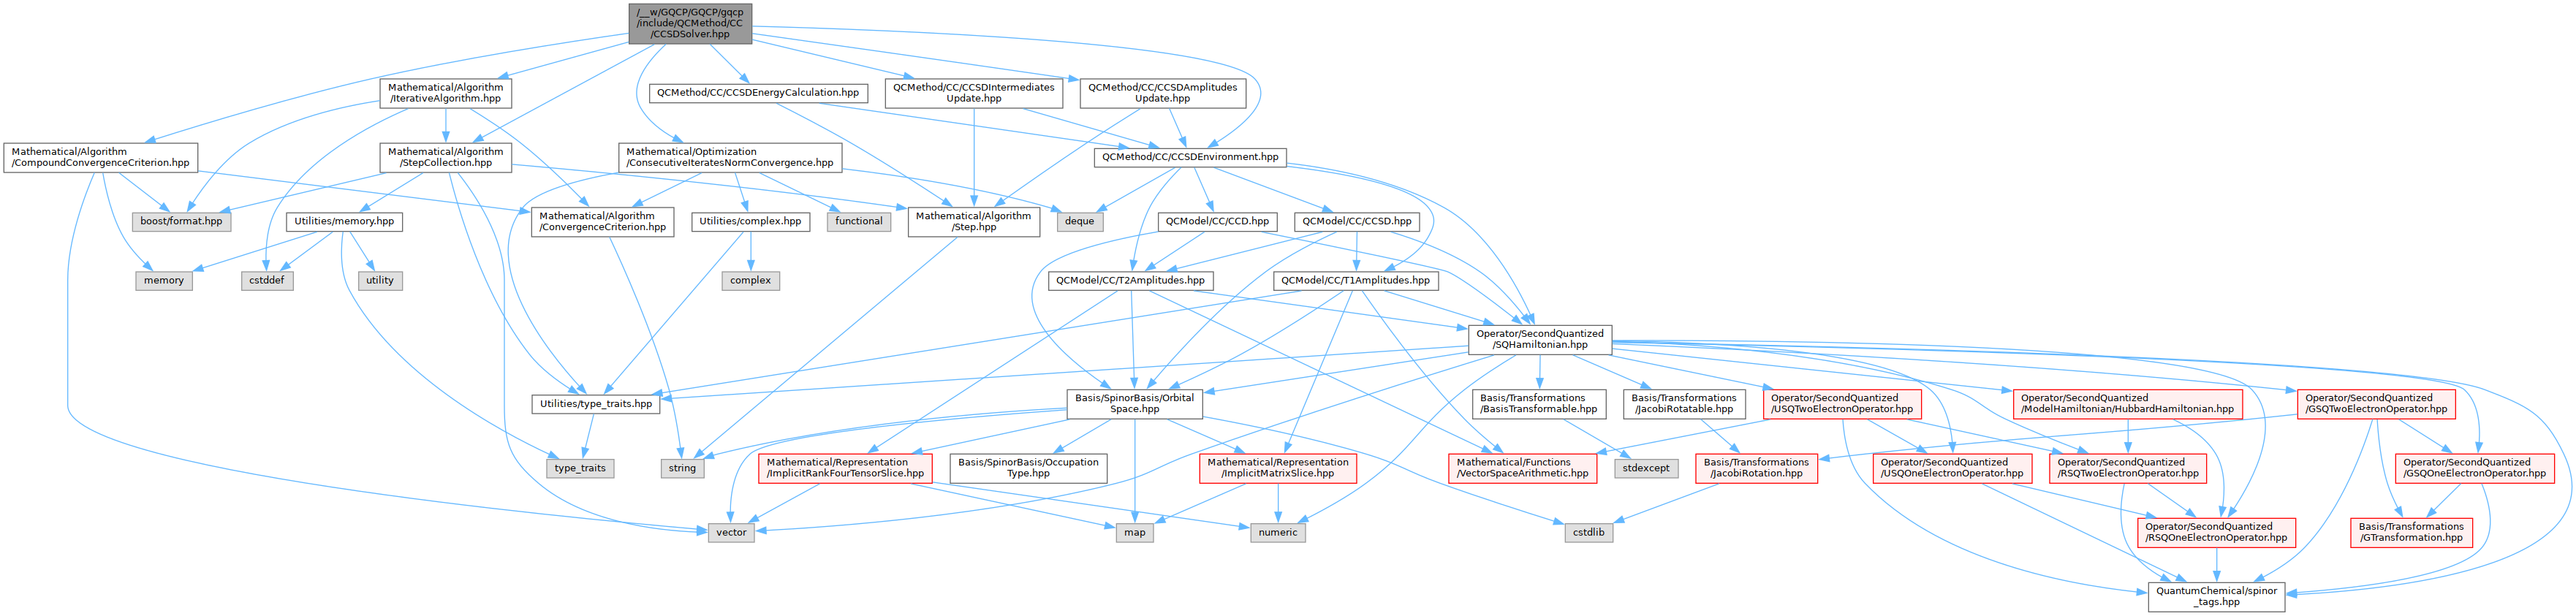 /__w/GQCP/GQCP/gqcp
/include/QCMethod/CC
/CCSDSolver.hpp
Mathematical/Algorithm
/IterativeAlgorithm.hpp
QCMethod/CC/CCSDEnergyCalculation.hpp
QCMethod/CC/CCSDIntermediates
Update.hpp
QCMethod/CC/CCSDAmplitudes
Update.hpp
Mathematical/Algorithm
/CompoundConvergenceCriterion.hpp
Mathematical/Algorithm
/StepCollection.hpp
Mathematical/Optimization
/ConsecutiveIteratesNormConvergence.hpp
QCMethod/CC/CCSDEnvironment.hpp
boost/format.hpp
Utilities/memory.hpp
Mathematical/Algorithm
/ConvergenceCriterion.hpp
Utilities/complex.hpp
functional
Mathematical/Algorithm
/Step.hpp
deque
QCModel/CC/CCD.hpp
QCModel/CC/CCSD.hpp
memory
cstddef
utility
complex
QCModel/CC/T2Amplitudes.hpp
QCModel/CC/T1Amplitudes.hpp
Operator/SecondQuantized
/SQHamiltonian.hpp
Utilities/type_traits.hpp
Basis/SpinorBasis/Orbital
Space.hpp
Basis/Transformations
/BasisTransformable.hpp
Basis/Transformations
/JacobiRotatable.hpp
Operator/SecondQuantized
/USQTwoElectronOperator.hpp
Operator/SecondQuantized
/ModelHamiltonian/HubbardHamiltonian.hpp
Operator/SecondQuantized
/GSQTwoElectronOperator.hpp
type_traits
string
Mathematical/Representation
/ImplicitRankFourTensorSlice.hpp
Basis/SpinorBasis/Occupation
Type.hpp
Mathematical/Representation
/ImplicitMatrixSlice.hpp
Mathematical/Functions
/VectorSpaceArithmetic.hpp
stdexcept
Basis/Transformations
/JacobiRotation.hpp
Operator/SecondQuantized
/USQOneElectronOperator.hpp
Operator/SecondQuantized
/RSQTwoElectronOperator.hpp
Operator/SecondQuantized
/GSQOneElectronOperator.hpp
vector
map
numeric
cstdlib
Operator/SecondQuantized
/RSQOneElectronOperator.hpp
Basis/Transformations
/GTransformation.hpp
QuantumChemical/spinor
_tags.hpp